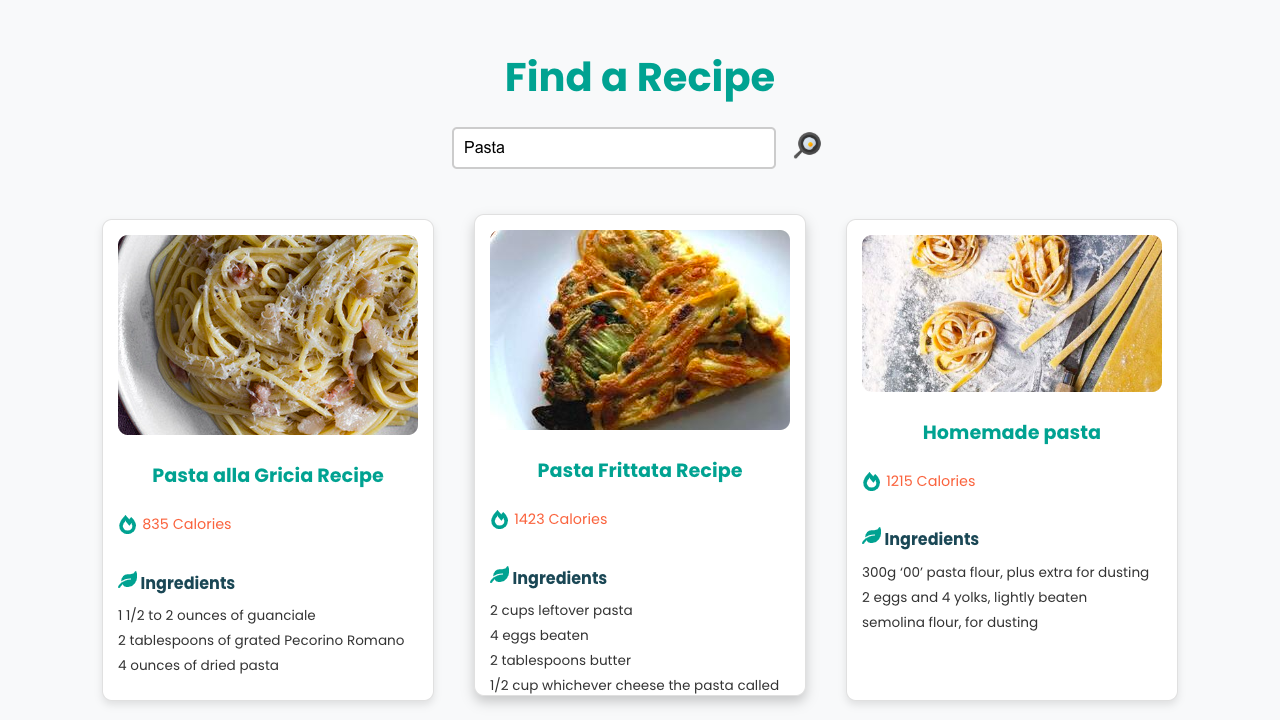 Find a Recipe
Pasta
Pasta alla Gricia Recipe
835 Calories
Ingredients
1 1/2 to 2 ounces of guanciale
2 tablespoons of grated Pecorino Romano
4 ounces of dried pasta
Pasta Frittata Recipe
1423 Calories
Ingredients
2 cups leftover pasta
4 eggs beaten
2 tablespoons butter
1/2 cup whichever cheese the pasta called
Homemade pasta
1215 Calories
Ingredients
300g ‘00’ pasta flour, plus extra for dusting
2 eggs and 4 yolks, lightly beaten
semolina flour, for dusting